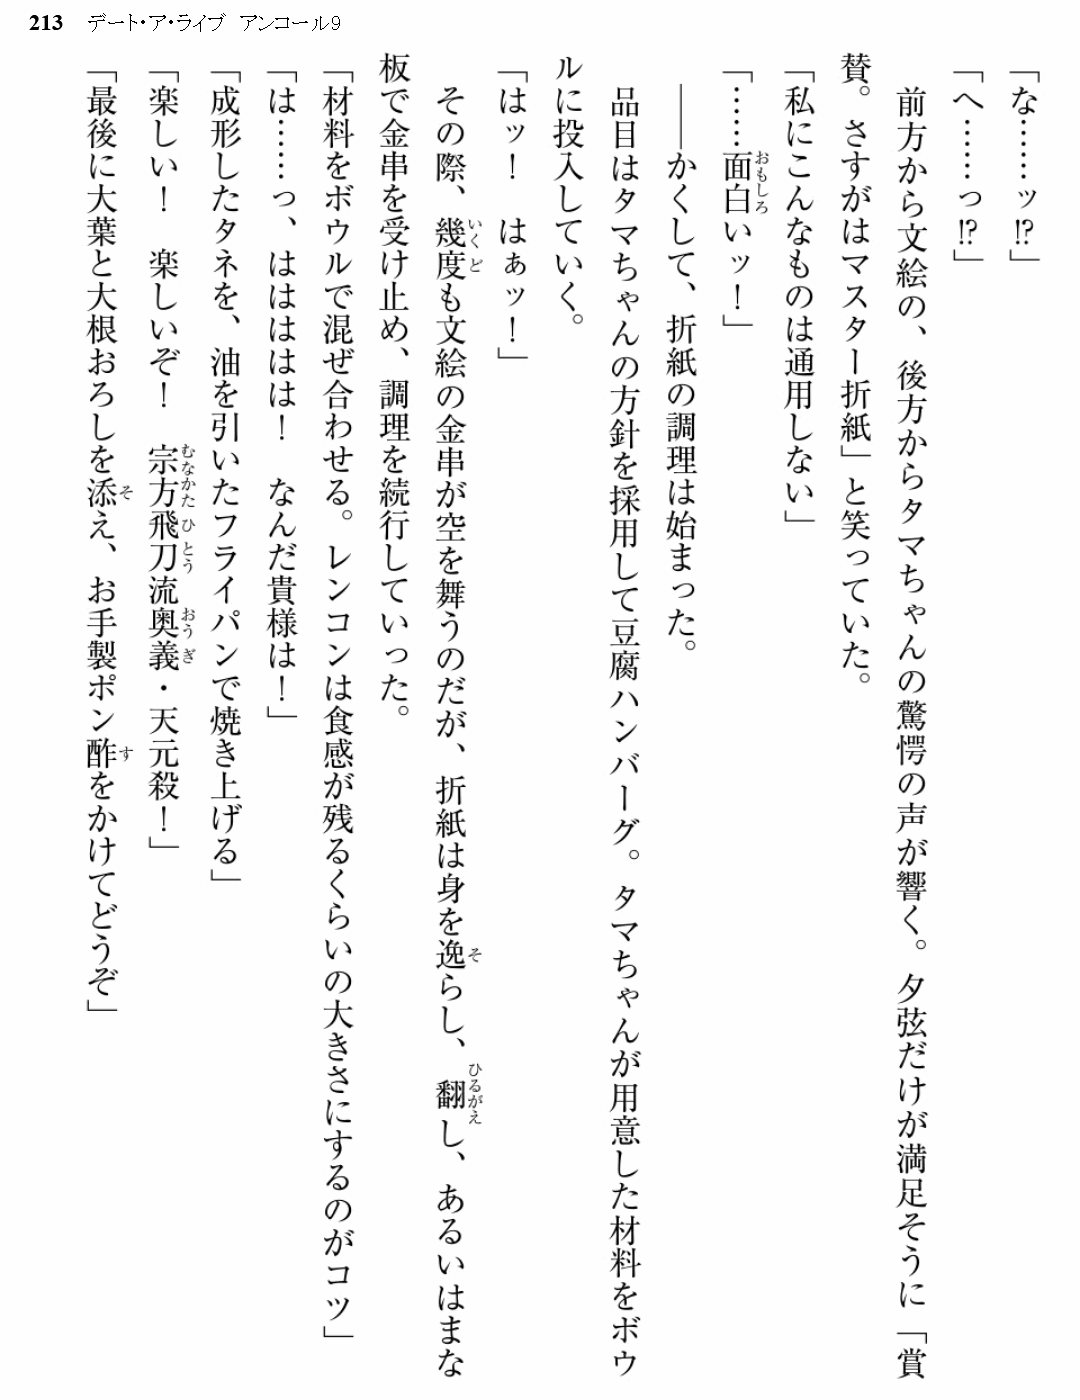 213 デート・ア・ライブ アンコール9
「な……ッ⁉」
「へ……っ⁉」
　前方から文絵の、後方からタマちゃんの驚愕の声が響く。夕弦だけが満足そうに「賞
賛。さすがはマスター折紙」と笑っていた。
「私にこんなものは通用しない」
「……面白いッ！」
　――かくして、折紙の調理は始まった。
　品目はタマちゃんの方針を採用して豆腐ハンバーグ。タマちゃんが用意した材料をボウ
ルに投入していく。
「はッ！　はぁッ！」
　その際、幾度も文絵の金串が空を舞うのだが、折紙は身を逸らし、翻し、あるいはまな
板で金串を受け止め、調理を続行していった。
「材料をボウルで混ぜ合わせる。レンコンは食感が残るくらいの大きさにするのがコツ」
「は……っ、はははは！　なんだ貴様は！」
「成形したタネを、油を引いたフライパンで焼き上げる」
「楽しい！　楽しいぞ！　宗方飛刀流奥義・天元殺！」
「最後に大葉と大根おろしを添え、お手製ポン酢をかけてどうぞ」